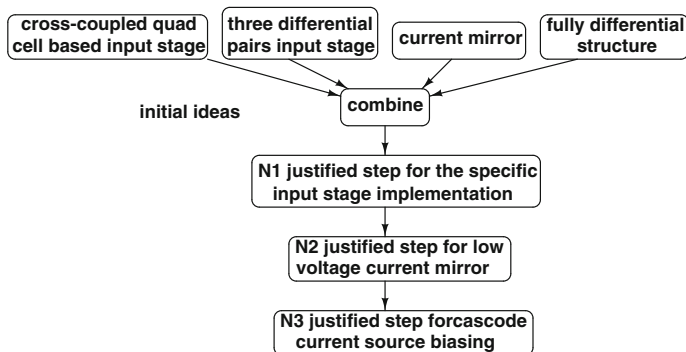 cross-coupled quad
cell based input stage
three differential
pairs input stage
current mirror
fully differential
structure
combine
initial ideas
N1 justified step for the specific
input stage implementation
N2 justified step for low
voltage current mirror
N3 justified step forcascode
current source biasing